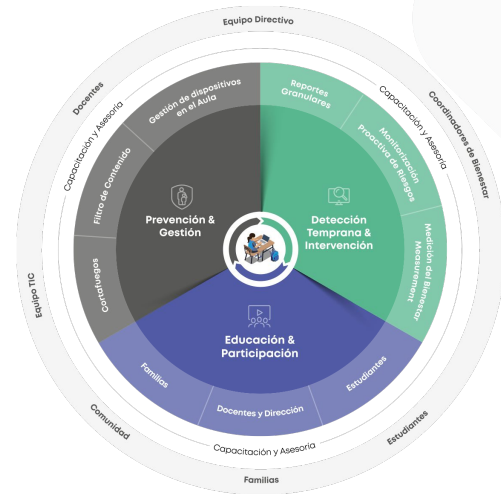 Equipo Directivo
Docentes
Coordinadores de Bienestar
Equipo TIC
Comunidad
Estudiantes
Familias
Capacitación y Asesoría
Capacitación y Asesoría
Capacitación y Asesoría
Gestión de dispositivos
en el Aula
Filtro de Contenido
Cortafuegos
Reportes
Granulares
Monitorización
Proactiva de Riesgos
Medición del Bienestar
Measurement
Prevención &
Gestión
Detección
Temprana &
Intervención
Educación &
Participación
Familias
Docentes y Dirección
Estudiantes